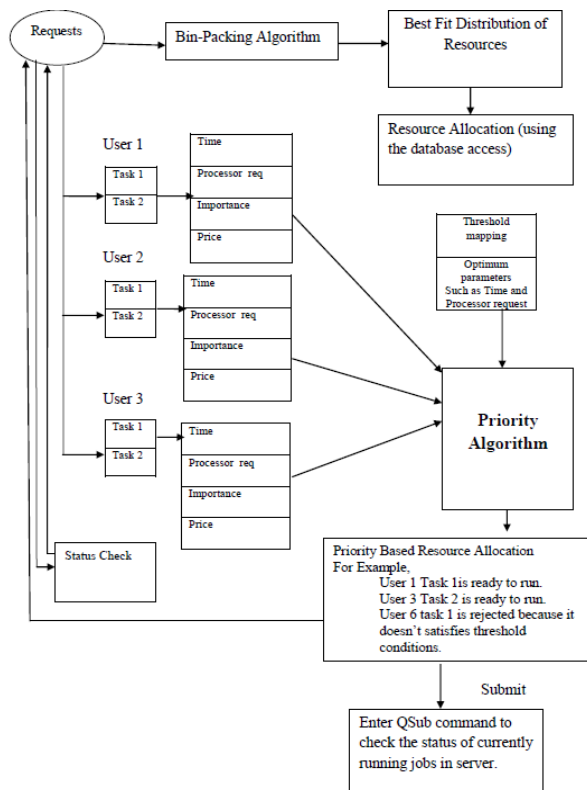 Requests
Bin-Packing Algorithm
Best Fit Distribution of
Resources
Resource Allocation (using
the database access)
User 1
Task 1
Task 2
Time
Processor req
Importance
Price
Threshold
mapping
Optimum
parameters
Such as Time and
Processor request
User 2
Task 1
Task 2
Time
Processor req
Importance
Price
User 3
Task 1
Task 2
Time
Processor req
Importance
Price
Priority
Algorithm
Status Check
Priority Based Resource Allocation
For Example,
User 1 Task 1is ready to run.
User 3 Task 2 is ready to run.
User 6 task 1 is rejected because it
doesn't satisfies threshold
conditions.
Submit
Enter QSub command to
check the status of currently
running jobs in server.